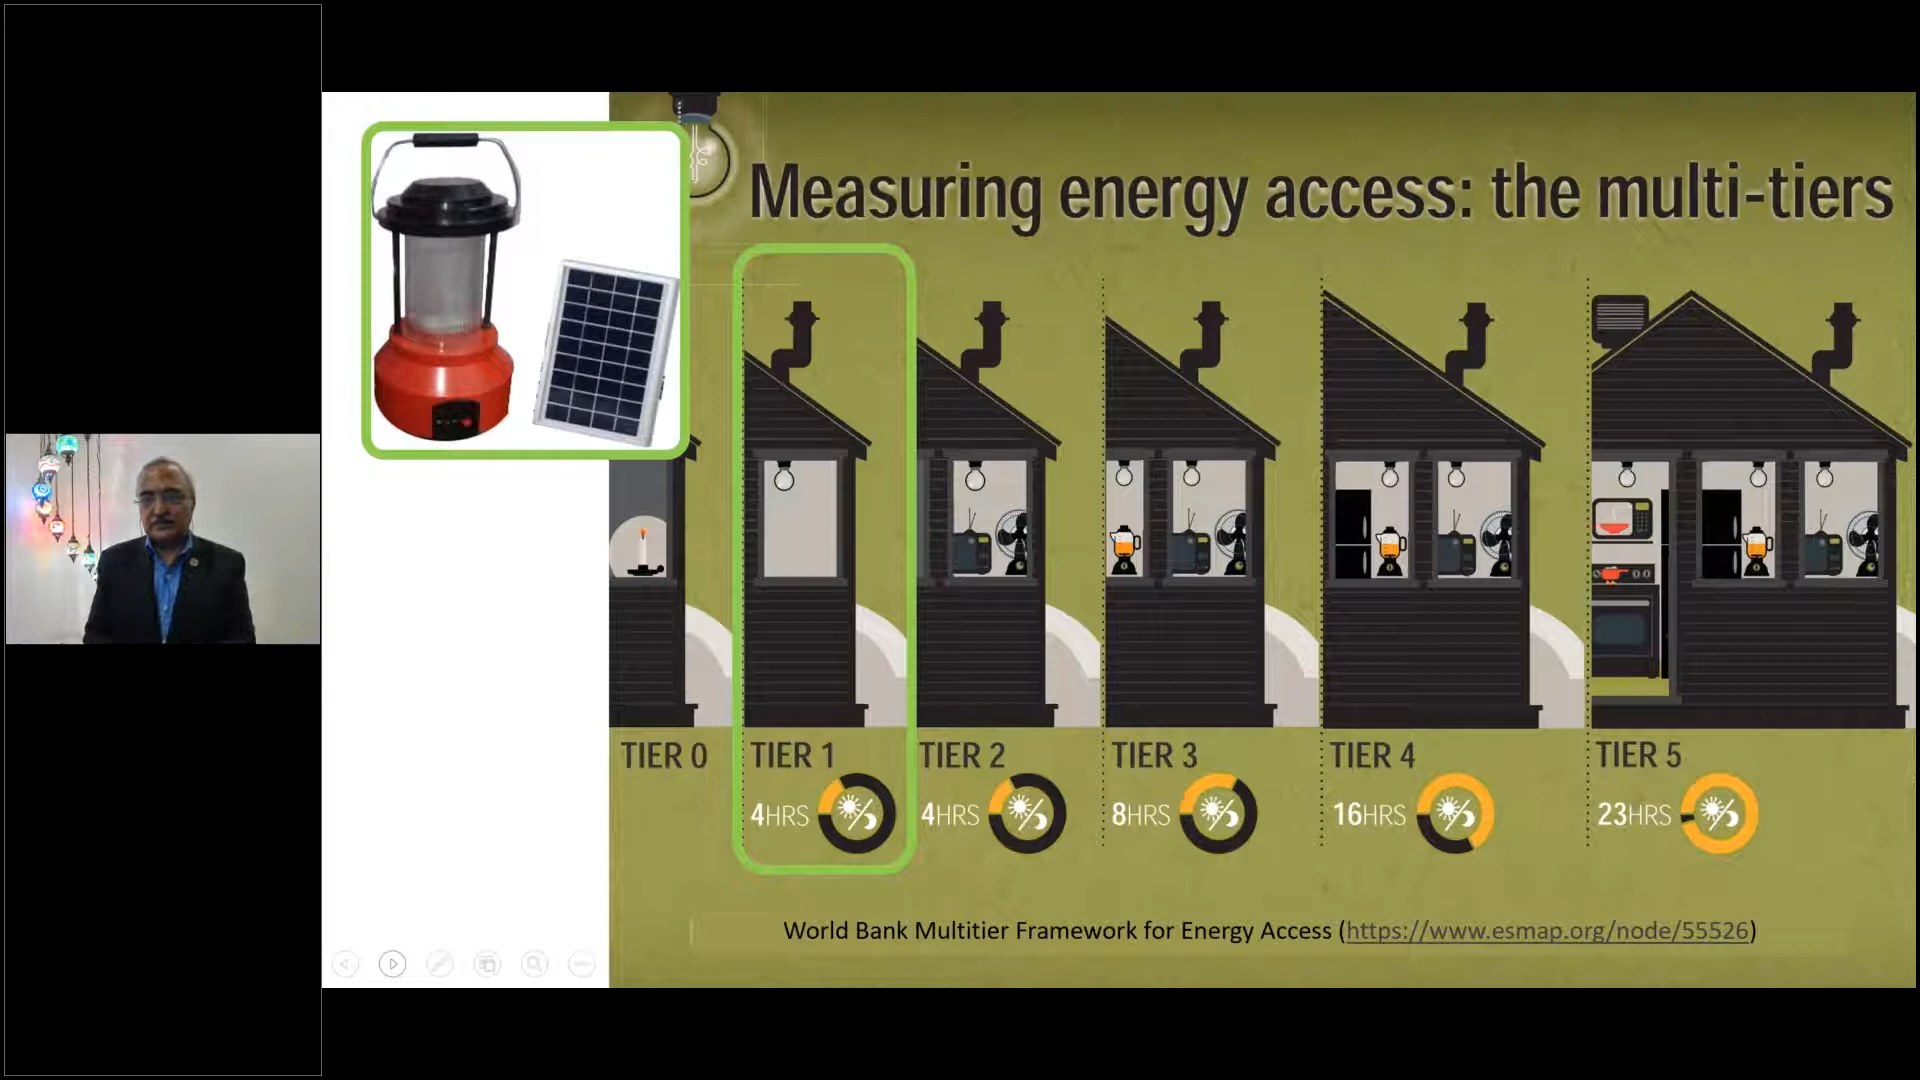 Measuring energy access: the multi-tiers
TIER 0
TIER 1
4HRS
TIER 2
4HRS
TIER 3
8HRS
TIER 4
16HRS
TIER 5
23HRS
World Bank Multitier Framework for Energy Access (https://www.esmap.org/node/55526)